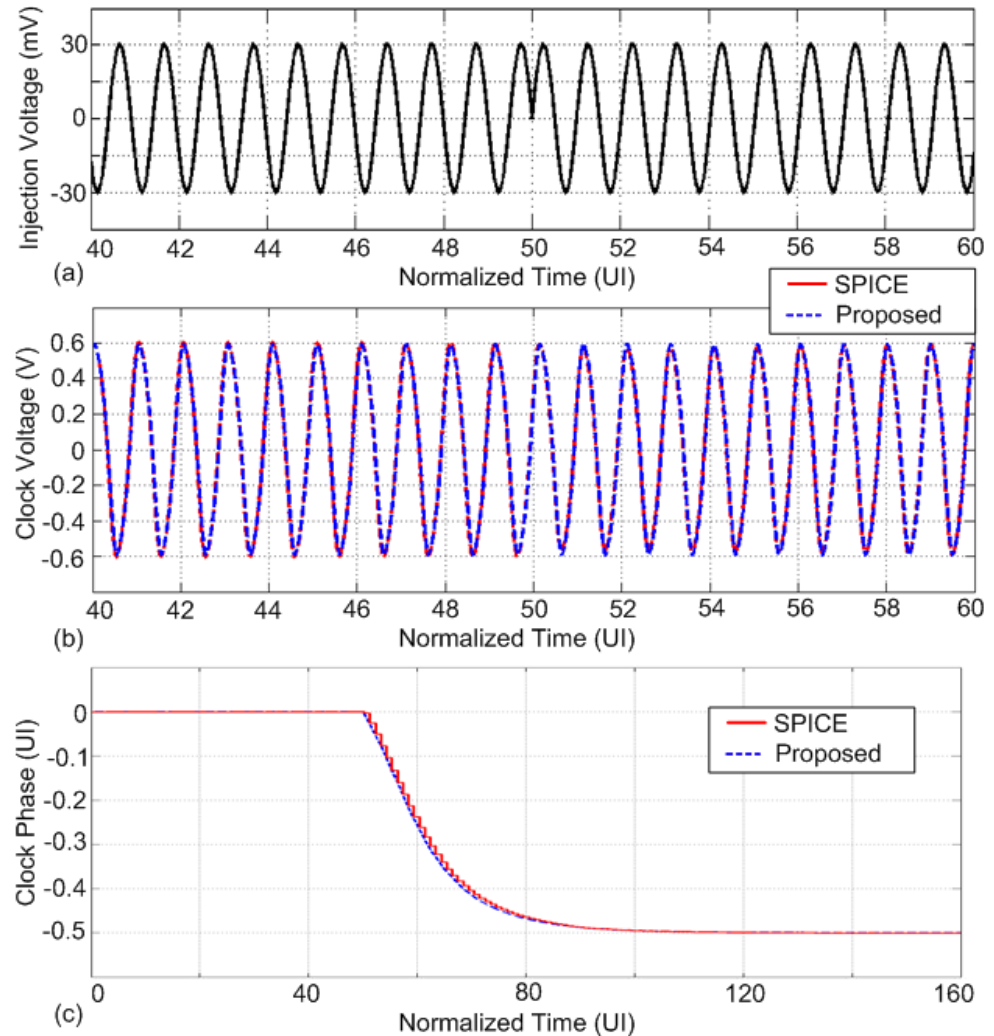 Injection Voltage (mV)
30
0
-30
40 42 44 46 48 50 52 54 56 58 60
(a)
Normalized Time (UI)
SPICE
Proposed
Clock Voltage (V)
0.6
0.4
0.2
0
-0.2
-0.4
-0.6
40 42 44 46 48 50 52 54 56 58 60
(b)
Normalized Time (UI)
Clock Phase (UI)
0
-0.1
-0.2
-0.3
-0.4
-0.5
SPICE
Proposed
0 40 80 120 160
(c)
Normalized Time (UI)